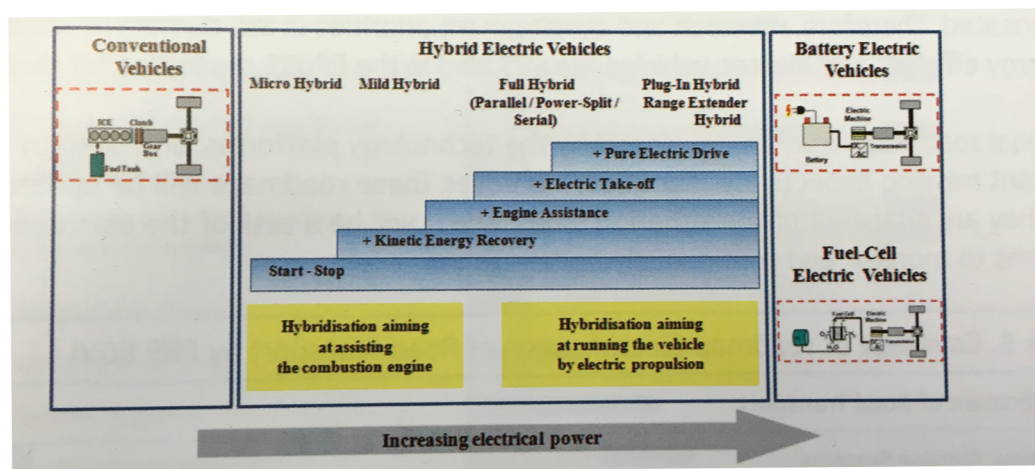 Conventional
Vehicles
ICE
Clutch
Gear
Box
Fuel Tank
Hybrid Electric Vehicles
Micro Hybrid
Mild Hybrid
Full Hybrid
(Parallel / Power-Split /
Serial)
Plug-In Hybrid
Range Extender
Hybrid
+ Pure Electric Drive
+ Electric Take-off
+ Engine Assistance
+ Kinetic Energy Recovery
Start - Stop
Hybridisation aiming
at assisting
the combustion engine
Hybridisation aiming
at running the vehicle
by electric propulsion
Battery Electric
Vehicles
Electric
Machine
Battery
Transmission
Fuel-Cell
Electric Vehicles
Fuel Cell
Electric
Machine
Transmission
Increasing electrical power